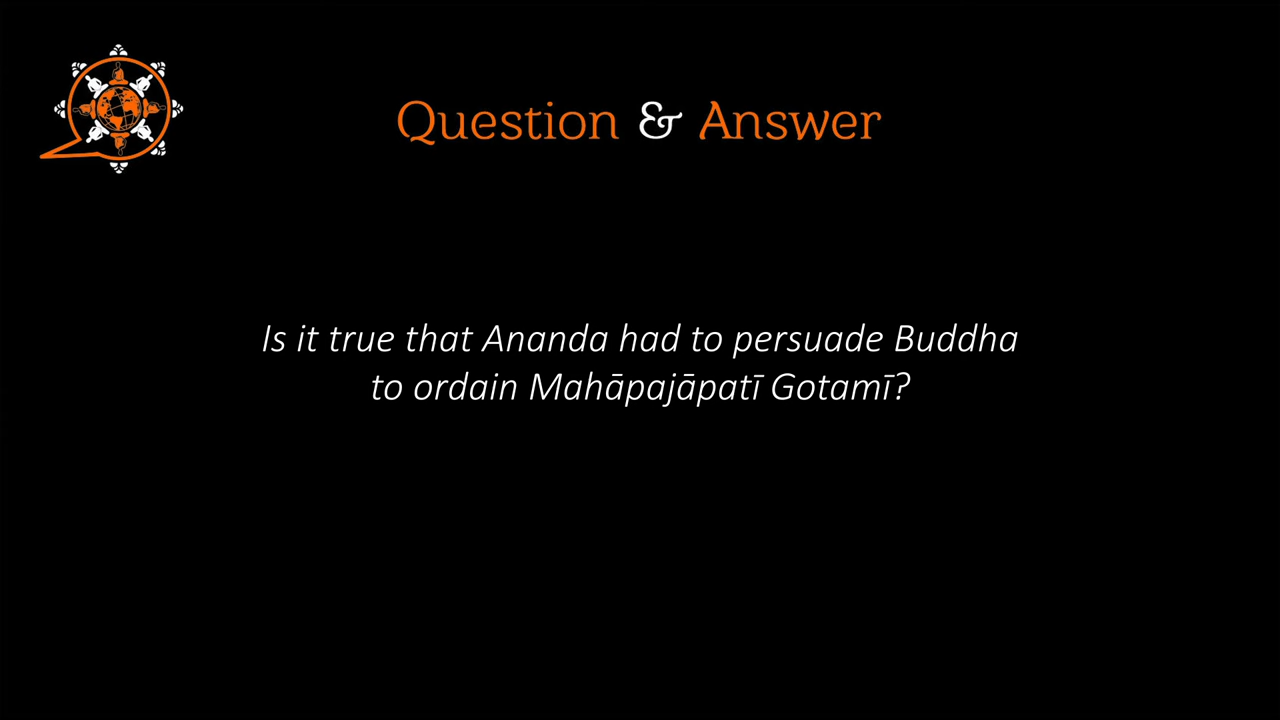 Question & Answer
Is it true that Ananda had to persuade Buddha
to ordain Mahāpajāpatī Gotamī?